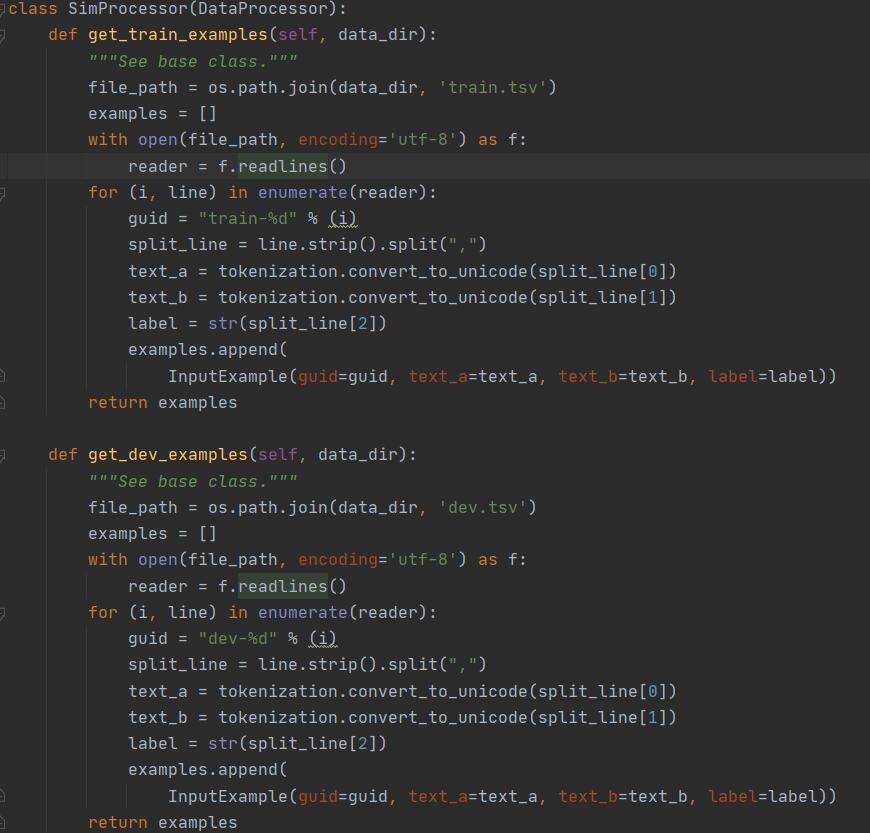 class SimProcessor(DataProcessor):
    def get_train_examples(self, data_dir):
        """See base class."""
        file_path = os.path.join(data_dir, 'train.tsv')
        examples = []
        with open(file_path, encoding='utf-8') as f:
            reader = f.readlines()
        for (i, line) in enumerate(reader):
            guid = "train-%d" % (i)
            split_line = line.strip().split(",")
            text_a = tokenization.convert_to_unicode(split_line[0])
            text_b = tokenization.convert_to_unicode(split_line[1])
            label = str(split_line[2])
            examples.append(
                InputExample(guid=guid, text_a=text_a, text_b=text_b, label=label))
        return examples

    def get_dev_examples(self, data_dir):
        """See base class."""
        file_path = os.path.join(data_dir, 'dev.tsv')
        examples = []
        with open(file_path, encoding='utf-8') as f:
            reader = f.readlines()
        for (i, line) in enumerate(reader):
            guid = "dev-%d" % (i)
            split_line = line.strip().split(",")
            text_a = tokenization.convert_to_unicode(split_line[0])
            text_b = tokenization.convert_to_unicode(split_line[1])
            label = str(split_line[2])
            examples.append(
                InputExample(guid=guid, text_a=text_a, text_b=text_b, label=label))
        return examples